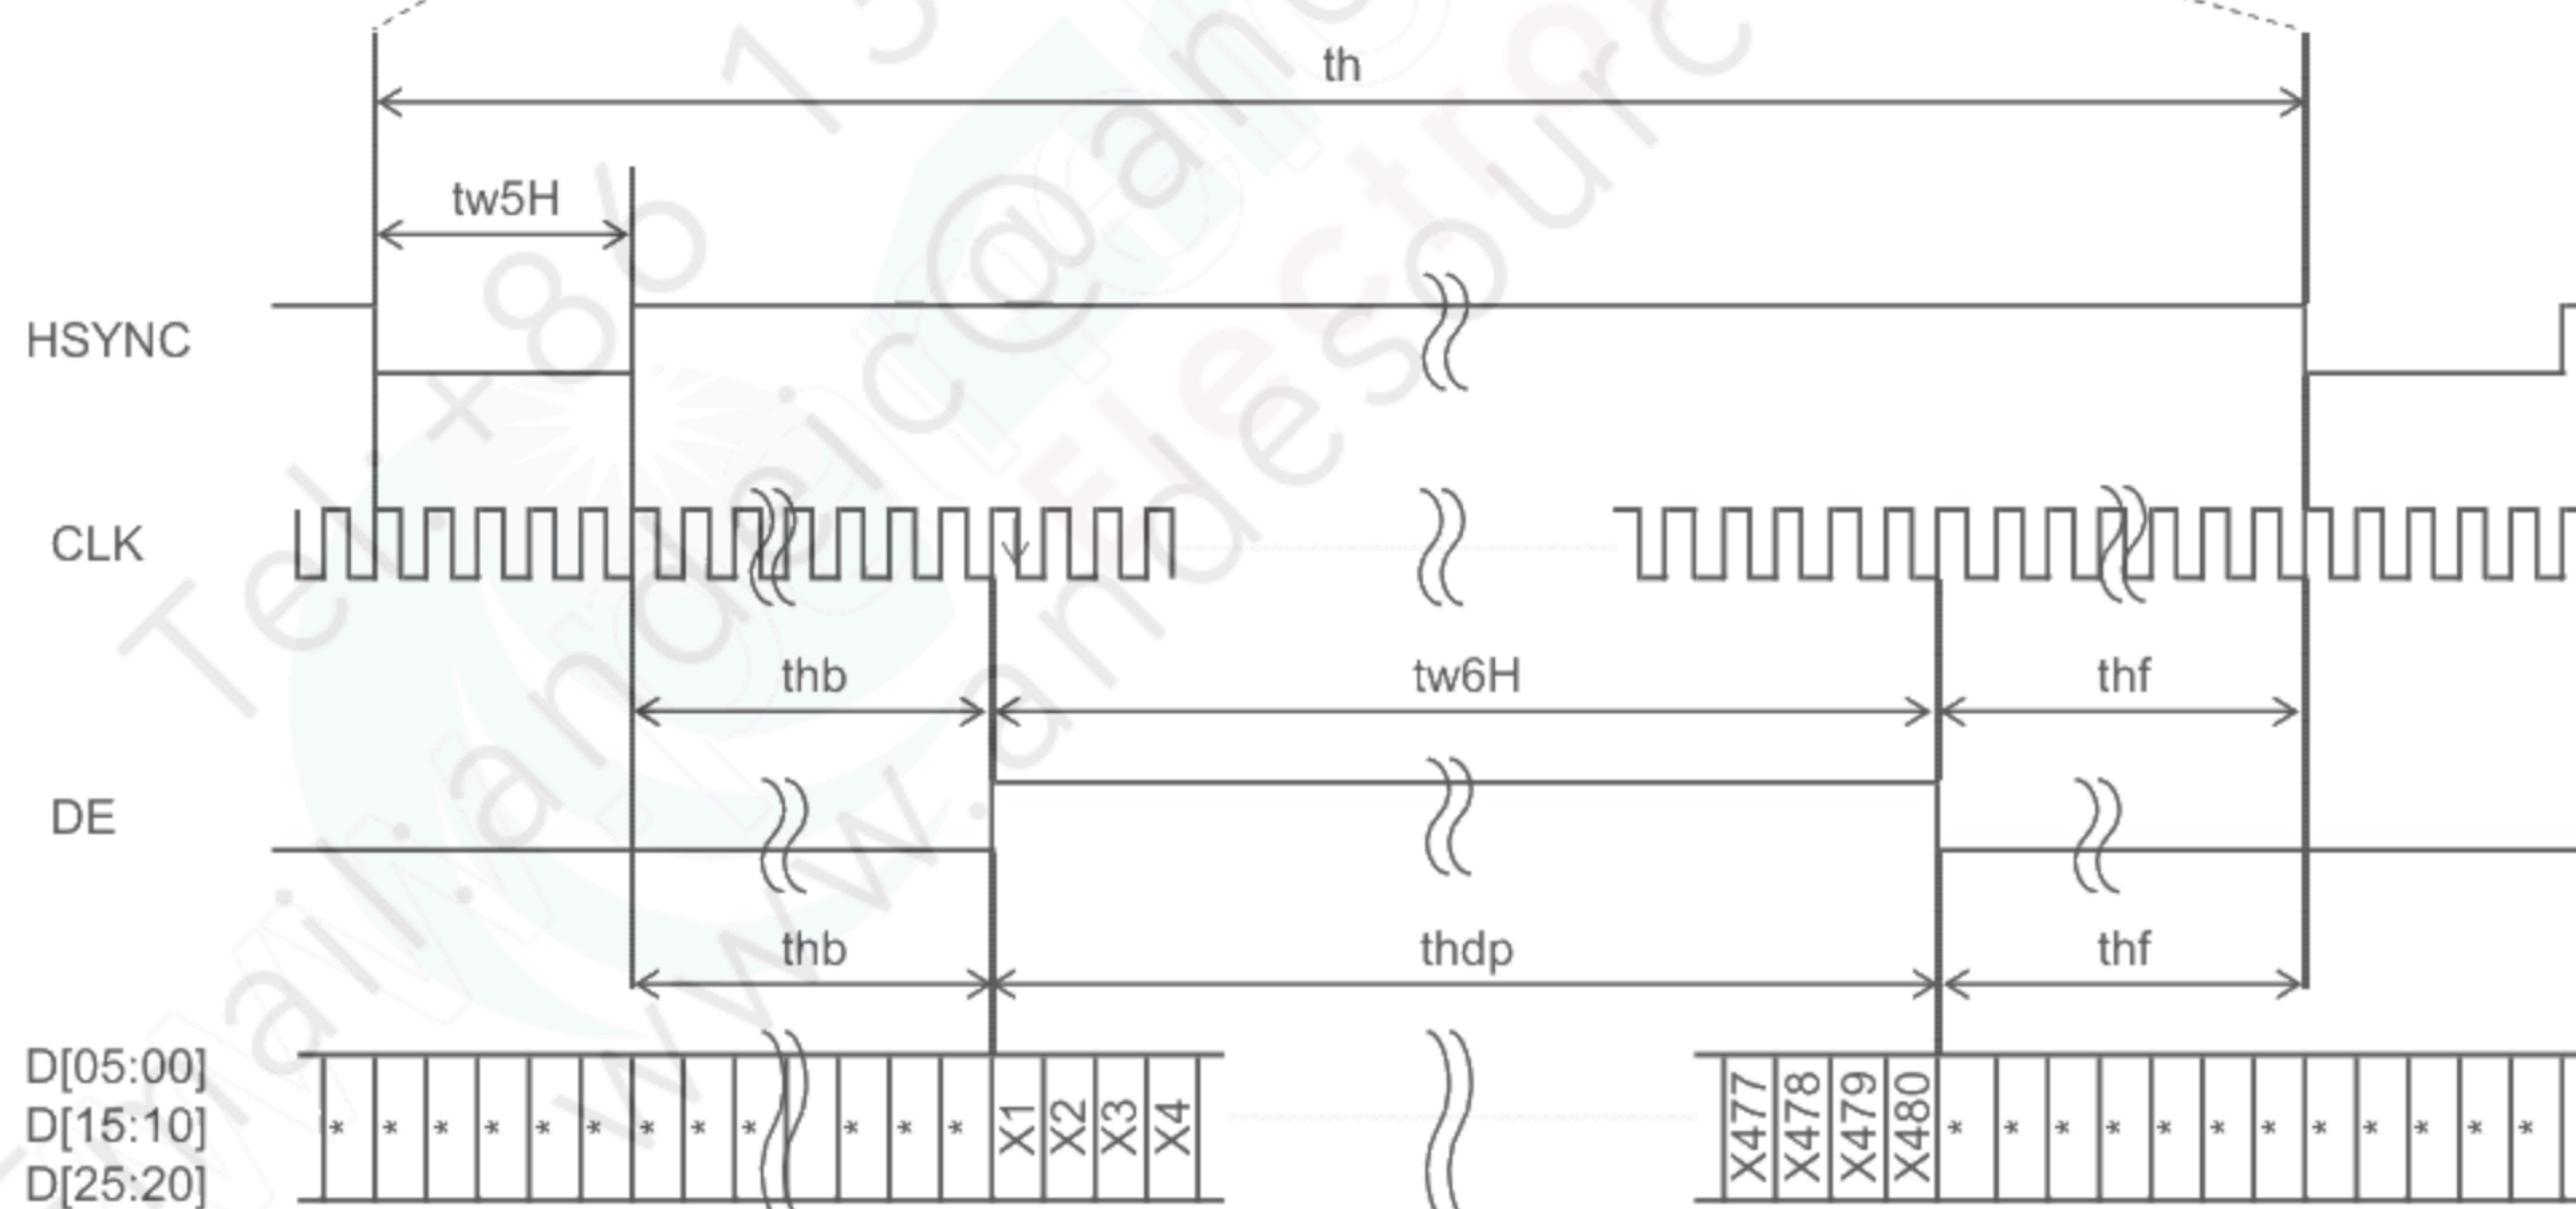 th
tw5H
HSYNC
CLK
thb tw6H thf
DE
thb thdp thf
D[05:00]
D[15:10]
D[25:20]
* * * * * * * * * * * * X1 X2 X3 X4 X477 X478 X479 X480 * * * * * * * * * * * *